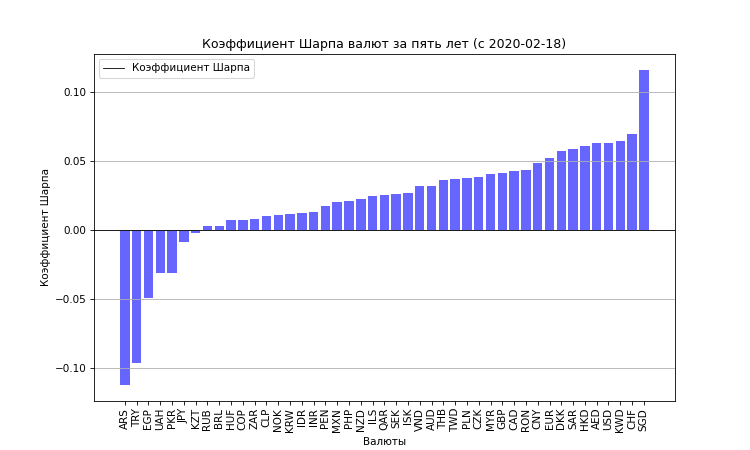 Коэффициент Шарпа валют за пять лет (с 2020-02-18)
Коэффициент Шарпа
0.10
0.05
0.00
−0.05
−0.10
Коэффициент Шарпа
ARS TRY EGP UAH PKR JPY KZT RUB BRL HUF COP ZAR CLP NOK KRW IDR INR PEN MXN PHP NZD ILS QAR SEK ISK VND AUD THB TWD PLN CZK MYR GBP CAD RON CNY EUR DKK SAR HKD AED USD KWD CHF SGD
Валюты